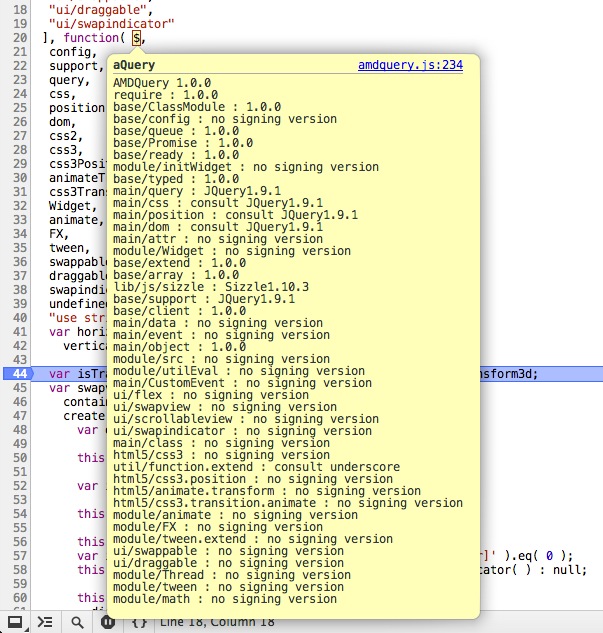 18 "ui/draggable",
19 "ui/swapindicator"
20 ], function( $,
21 config,
22 support,
23 query,
24 css,
25 position
26 dom,
27 css2,
28 css3,
29 css3Posi
30 animateT
31 css3Tran
32 Widget,
33 animate,
34 FX,
35 tween,
36 swappabl
37 draggabl
38 swapindi
39 undefine
40 "use str
41 var hori
42 vertica
43
44 var isTra nsform3d;
45 var swapv
46 contai
47 create
48 var
49
50 this
51
52 var
53
54 this
55
56 this
57 var ]' ).eq( 0 );
58 this cator( ) : null;
59
60 this
61
aQuery amdquery.js:234
AMDQuery 1.0.0
require : 1.0.0
base/ClassModule : 1.0.0
base/config : no signing version
base/queue : 1.0.0
base/Promise : 1.0.0
base/ready : 1.0.0
module/initWidget : no signing version
base/typed : 1.0.0
main/query : JQuery1.9.1
main/css : consult JQuery1.9.1
main/position : consult JQuery1.9.1
main/dom : consult JQuery1.9.1
main/attr : no signing version
module/Widget : no signing version
base/extend : 1.0.0
base/array : 1.0.0
lib/js/sizzle : Sizzle1.10.3
base/support : JQuery1.9.1
base/client : 1.0.0
main/data : no signing version
main/event : no signing version
main/object : 1.0.0
module/src : no signing version
module/utilEval : no signing version
main/CustomEvent : no signing version
ui/flex : no signing version
ui/swapview : no signing version
ui/scrollableview : no signing version
ui/swapindicator : no signing version
main/class : no signing version
html5/css3 : no signing version
util/function.extend : consult underscore
html5/css3.position : no signing version
html5/animate.transform : no signing version
html5/css3.transition.animate : no signing version
module/animate : no signing version
module/FX : no signing version
module/tween.extend : no signing version
ui/swappable : no signing version
ui/draggable : no signing version
module/Thread : no signing version
module/tween : no signing version
module/math : no signing version
{} Line 18, Column 18